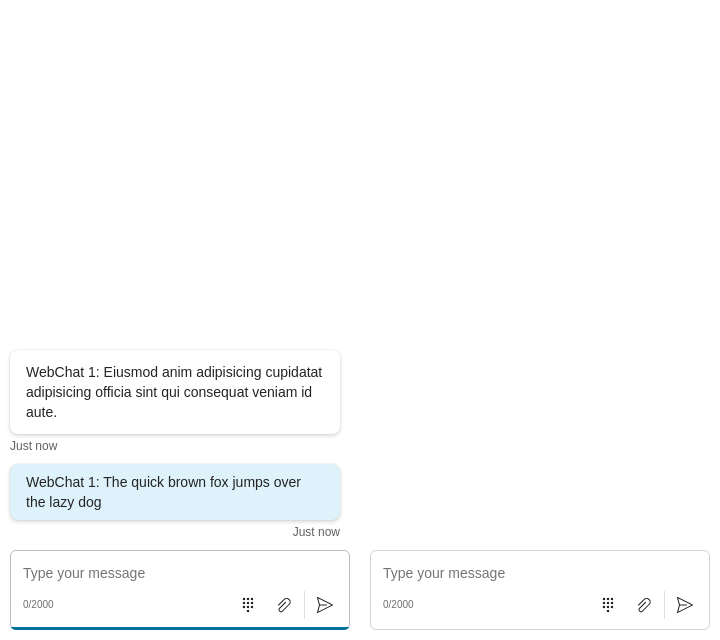 WebChat 1: Eiusmod anim adipisicing cupidatat
adipisicing officia sint qui consequat veniam id
aute.
Just now
WebChat 1: The quick brown fox jumps over
the lazy dog
Just now
Type your message
0/2000
Type your message
0/2000